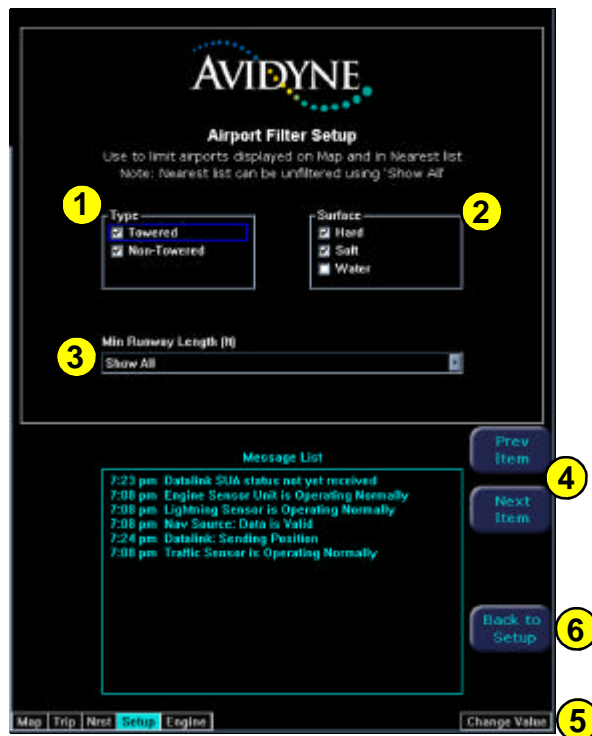 AVIDYNE
Airport Filter Setup
Use to limit airports displayed on Map and in Nearest list
Note: Nearest list can be unfiltered using 'Show All'
1
2
Type
Towered
Non-Towered
Surface
Hard
Soft
Water
Min Runway Length (ft)
3
Show All
Prev
Item
4
Next
Item
Message List
7:23 pm Datalink SUA status not yet received
7:08 pm Engine Sensor Unit is Operating Normally
7:08 pm Lightning Sensor is Operating Normally
7:08 pm Nav Source: Data is Valid
7:24 pm Datalink: Sending Position
7:08 pm Traffic Sensor is Operating Normally
Back to
Setup
6
Map Trip Nrst Setup Engine
Change Value
5